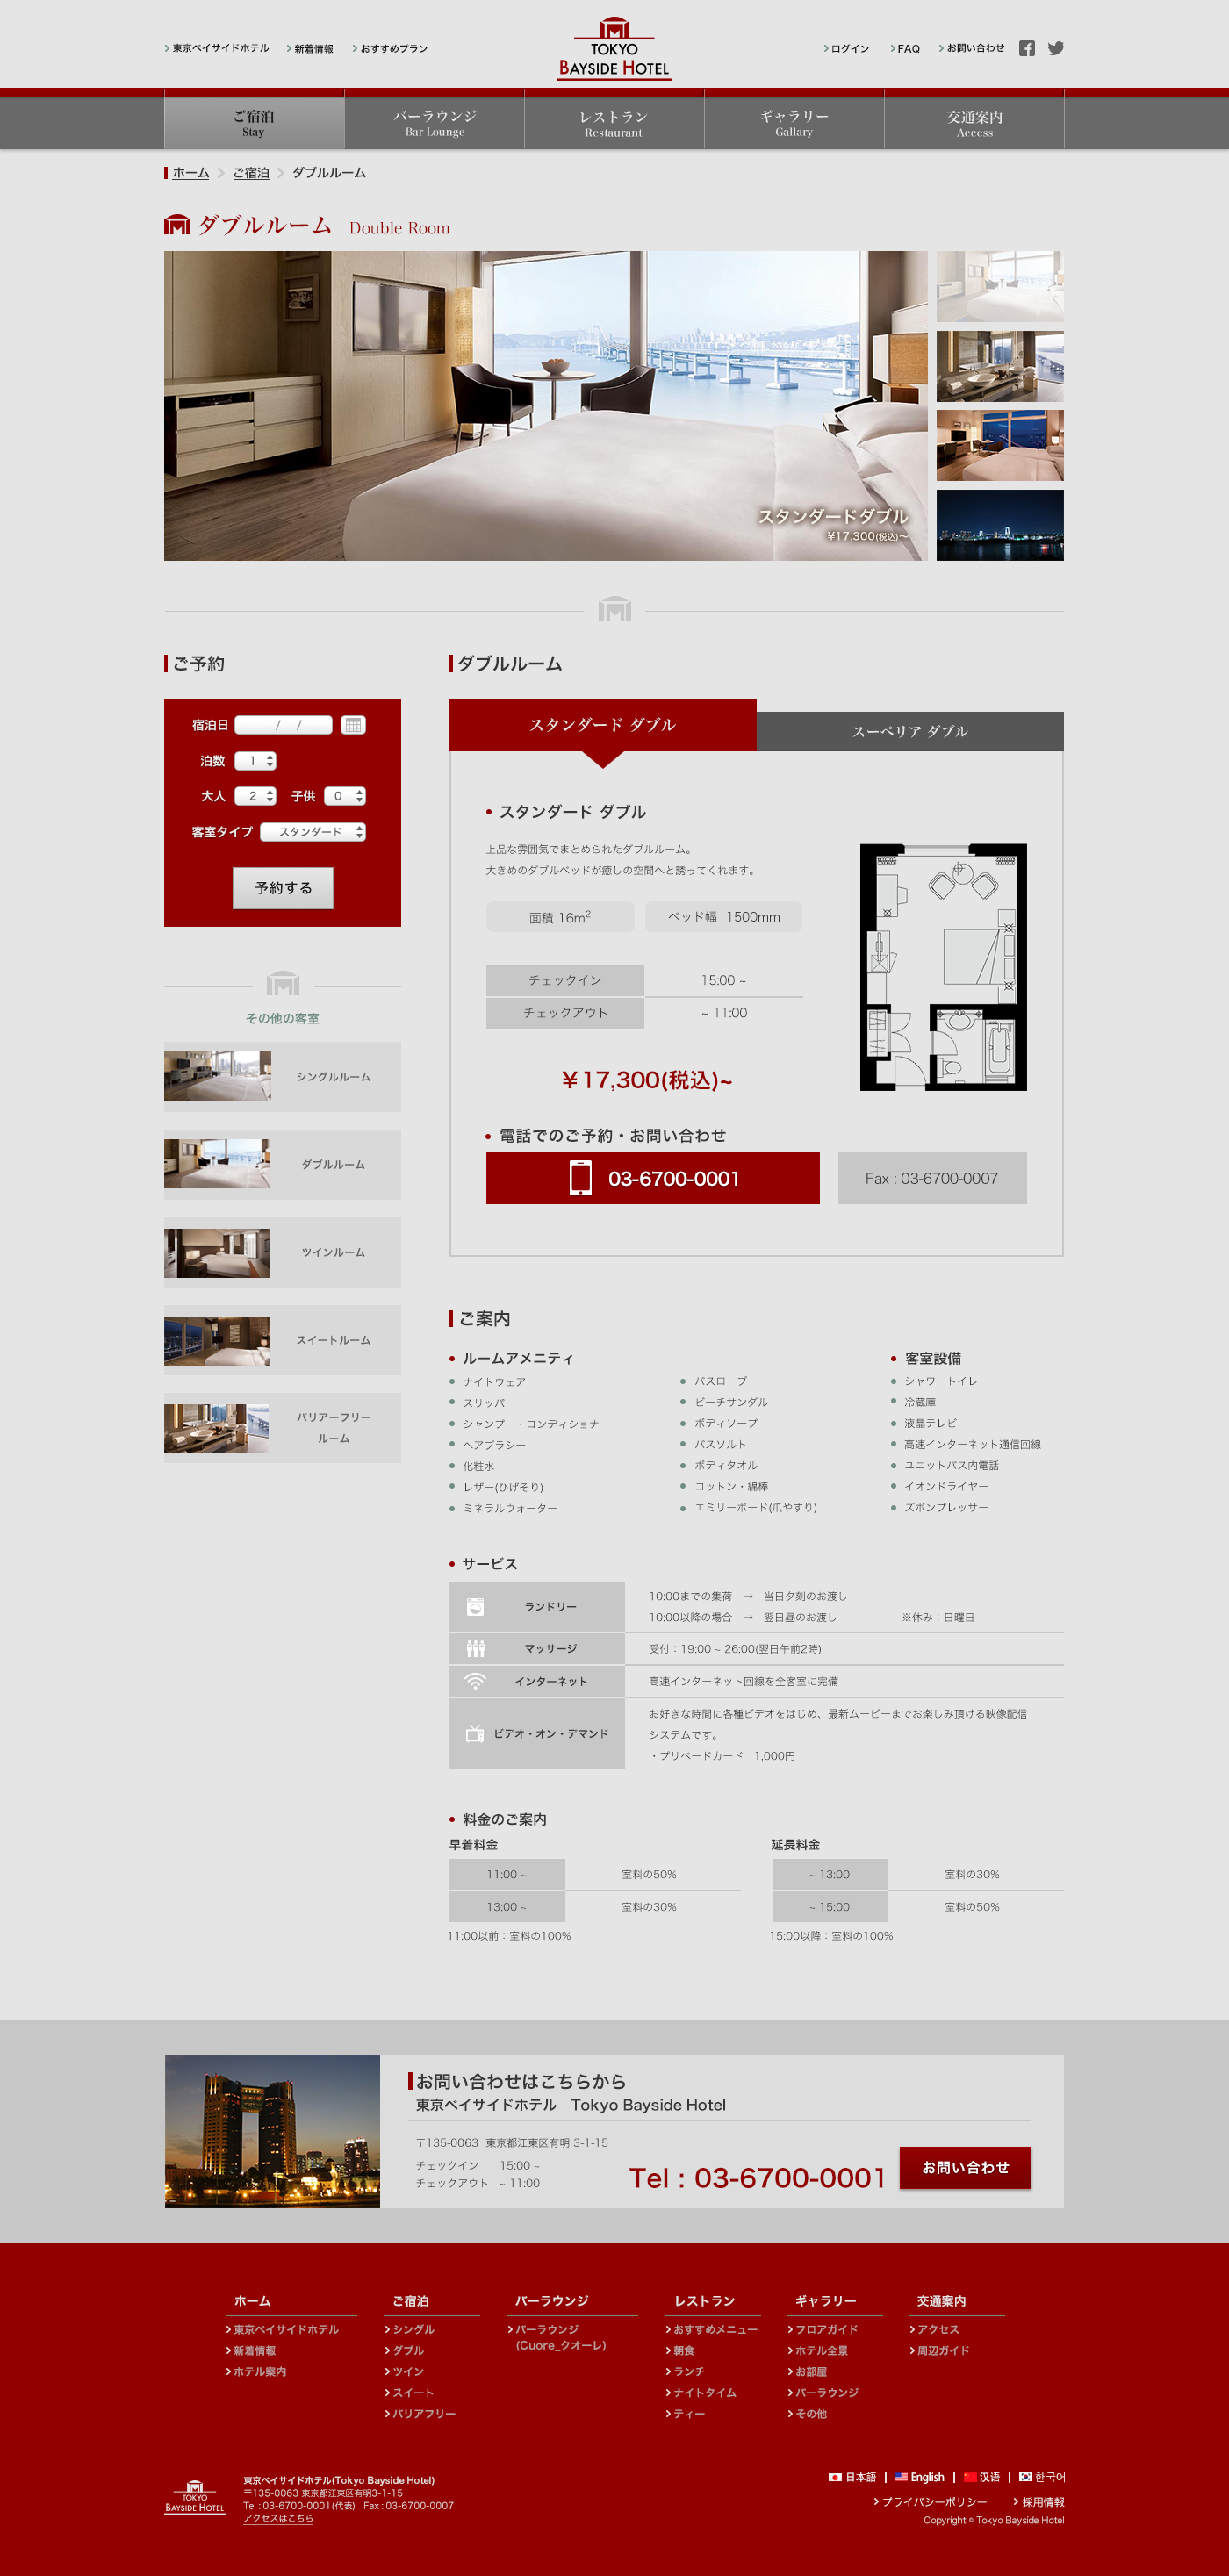 東京ベイサイドホテル 新着情報 おすすめプラン
TOKYO
BAYSIDE HOTEL
ログイン FAQ お問い合わせ
ご宿泊 バーラウンジ レストラン ギャラリー 交通案内
Stay Bar Lounge Restaurant Gallary Access
ホーム ご宿泊 ダブルルーム
ダブルルーム Double Room
スタンダードダブル
¥17,300(税込)～
ご予約
宿泊日 / /
泊数 1
大人 2 子供 0
客室タイプ スタンダード
予約する
その他の客室
シングルルーム
ダブルルーム
ツインルーム
スイートルーム
バリアーフリー
ルーム
ダブルルーム
スタンダード ダブル スーペリア ダブル
スタンダード ダブル
上品な雰囲気でまとめられたダブルルーム。
大きめのダブルベッドが癒しの空間へと誘ってくれます。
面積 16m²
ベッド幅 1500mm
チェックイン 15:00 ~
チェックアウト ~ 11:00
￥17,300(税込)~
電話でのご予約・お問い合わせ
03-6700-0001
Fax : 03-6700-0007
ご案内
ルームアメニティ
ナイトウェア
スリッパ
シャンプー・コンディショナー
ヘアブラシー
化粧水
レザー(ひげそり)
ミネラルウォーター
バスローブ
ビーチサンダル
ボディソープ
バスソルト
ボディタオル
コットン・綿棒
エミリーボード(爪やすり)
客室設備
シャワートイレ
冷蔵庫
液晶テレビ
高速インターネット通信回線
ユニットバス内電話
イオンドライヤー
ズボンプレッサー
サービス
ランドリー
10:00までの集荷 → 当日夕刻のお渡し
10:00以降の場合 → 翌日昼のお渡し ※休み：日曜日
マッサージ 受付：19:00 ~ 26:00(翌日午前2時)
インターネット 高速インターネット回線を全客室に完備
ビデオ・オン・デマンド
お好きな時間に各種ビデオをはじめ、最新ムービーまでお楽しみ頂ける映像配信
システムです。
・プリペードカード 1,000円
料金のご案内
早着料金
11:00 ~ 室料の50%
13:00 ~ 室料の30%
11:00以前：室料の100%
延長料金
~ 13:00 室料の30%
~ 15:00 室料の50%
15:00以降：室料の100%
お問い合わせはこちらから
東京ベイサイドホテル Tokyo Bayside Hotel
〒135-0063 東京都江東区有明 3-1-15
チェックイン 15:00 ~
チェックアウト ~ 11:00
Tel : 03-6700-0001
お問い合わせ
ホーム
東京ベイサイドホテル
新着情報
ホテル案内
ご宿泊
シングル
ダブル
ツイン
スイート
バリアフリー
バーラウンジ
バーラウンジ
(Cuore_クオーレ)
レストラン
おすすめメニュー
朝食
ランチ
ナイトタイム
ティー
ギャラリー
フロアガイド
ホテル全景
お部屋
バーラウンジ
その他
交通案内
アクセス
周辺ガイド
TOKYO
BAYSIDE HOTEL
東京ベイサイドホテル(Tokyo Bayside Hotel)
〒135-0063 東京都江東区有明3-1-15
Tel : 03-6700-0001(代表) Fax : 03-6700-0007
アクセスはこちら
日本語 | English | 汉语 | 한국어
プライバシーポリシー 採用情報
Copyright © Tokyo Bayside Hotel